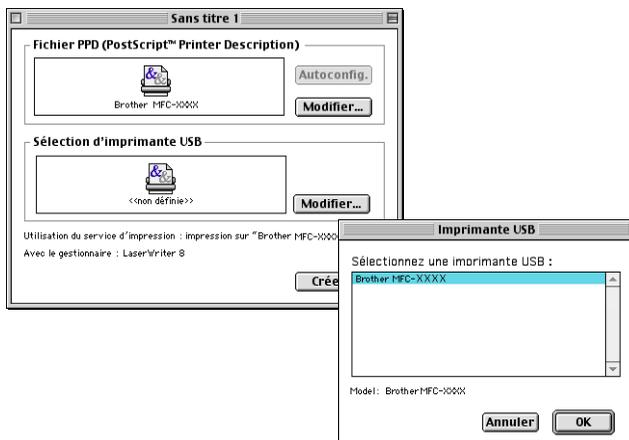 Sans titre 1
Fichier PPD (PostScript™ Printer Description)
Autoconfig.
Brother MFC-XXXX
Modifier...
Sélection d'imprimante USB
<<non définie>>
Modifier...
Utilisation du service d'impression : impression sur "Brother MFC-XXXX
Avec le gestionnaire : LaserWriter 8
Crée
Imprimante USB
Sélectionnez une imprimante USB :
Brother MFC-XXXX
Model: Brother MFC-XXXX
Annuler
OK